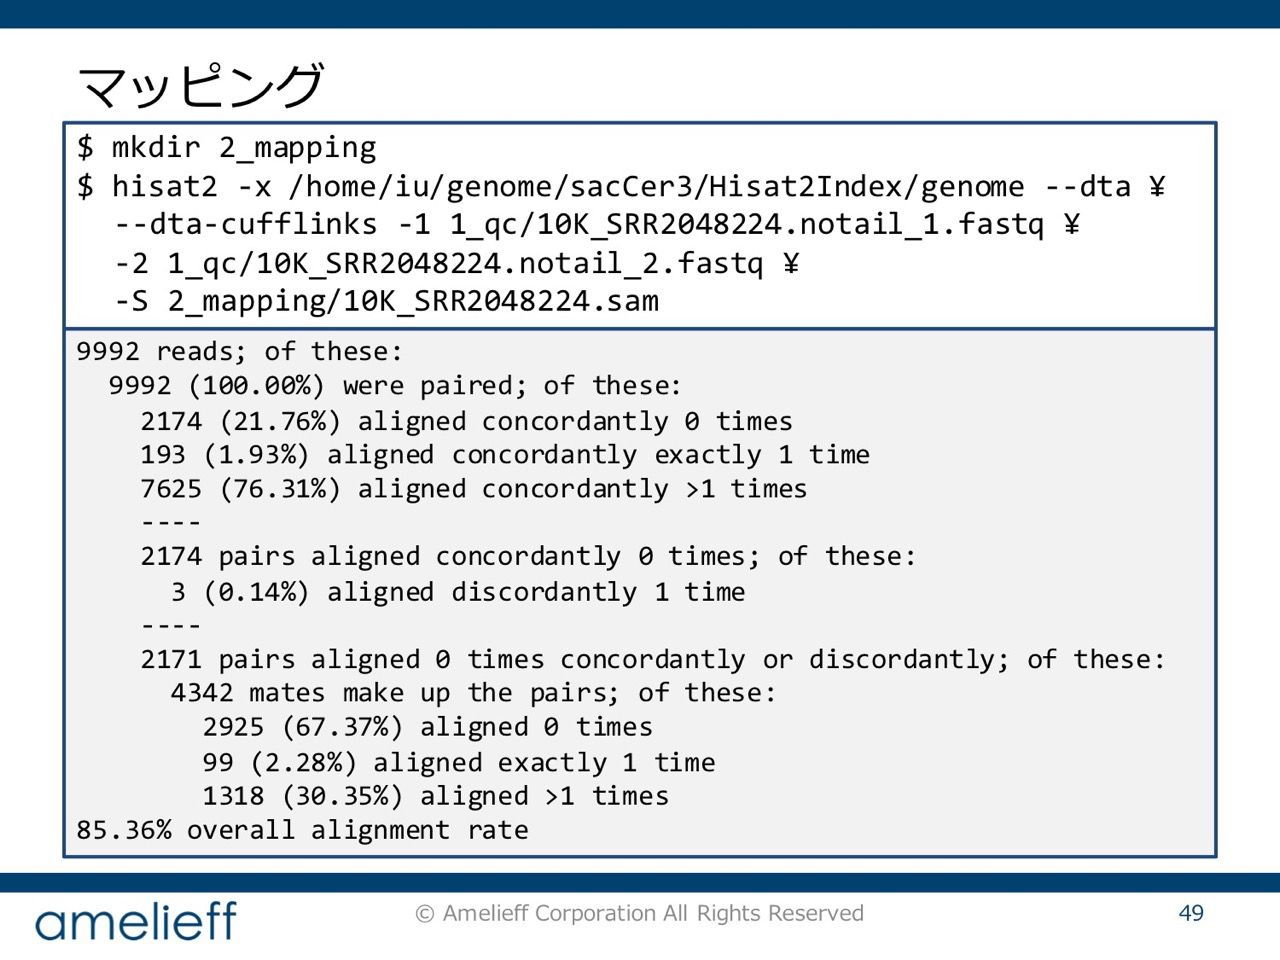 マッピング
$ mkdir 2_mapping
$ hisat2 -x /home/iu/genome/sacCer3/Hisat2Index/genome --dta ¥
--dta-cufflinks -1 1_qc/10K_SRR2048224.notail_1.fastq ¥
-2 1_qc/10K_SRR2048224.notail_2.fastq ¥
-S 2_mapping/10K_SRR2048224.sam
9992 reads; of these:
9992 (100.00%) were paired; of these:
2174 (21.76%) aligned concordantly 0 times
193 (1.93%) aligned concordantly exactly 1 time
7625 (76.31%) aligned concordantly >1 times
----
2174 pairs aligned concordantly 0 times; of these:
3 (0.14%) aligned discordantly 1 time
----
2171 pairs aligned 0 times concordantly or discordantly; of these:
4342 mates make up the pairs; of these:
2925 (67.37%) aligned 0 times
99 (2.28%) aligned exactly 1 time
1318 (30.35%) aligned >1 times
85.36% overall alignment rate
amelieff
© Amelieff Corporation All Rights Reserved
49